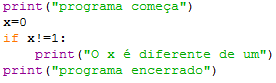 print("programa começa")
x=0
if x!=1:
    print("O x é diferente de um")
print("programa encerrado")